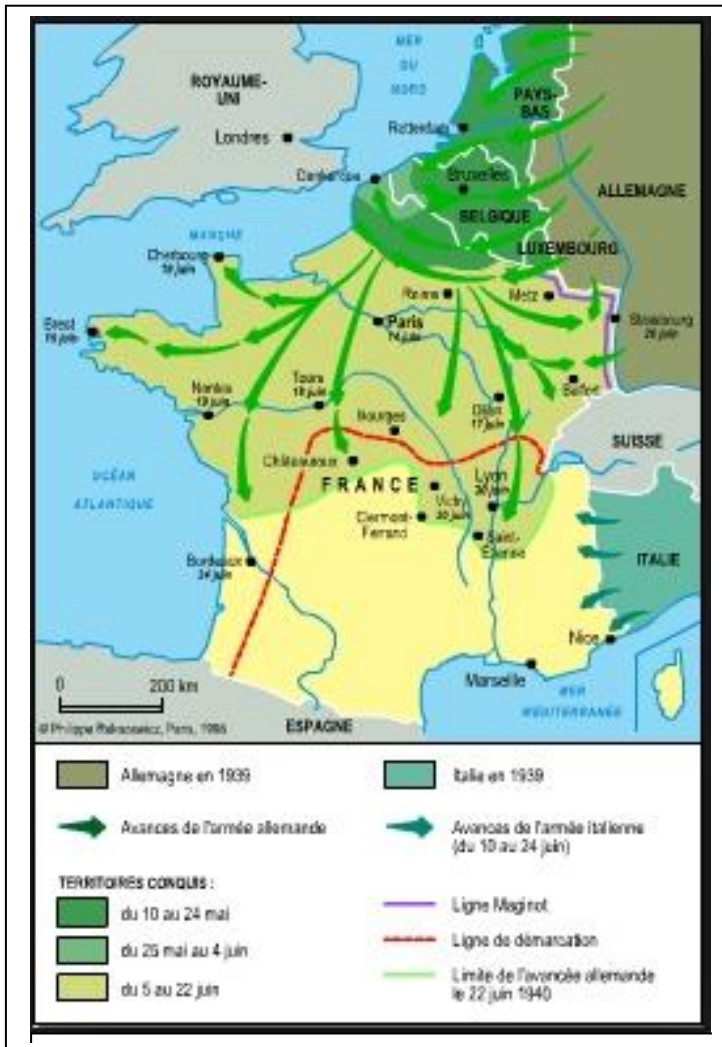 MER
DU
NORD
ROYAUME-
UNI
Londres
PAYS-
BAS
Rotterdam
Dunkerque
Bruxelles
BELGIQUE
ALLEMAGNE
LUXEMBOURG
MANCHE
Cherbourg
Reims
Metz
Paris
14 juin
Strasbourg
Brest
juin
Nantes
19 juin
Tours
Belfort
Dijon
17 juin
Bourges
SUISSE
Châteauroux
OCÉAN
ATLANTIQUE
FRANCE
Vichy
20 juin
Lyon
Clermont-
Ferrand
Saint-
Étienne
ITALIE
Bordeaux
24 juin
Nice
Marseille
MER
MÉDITERRANÉE
0
200 km
ESPAGNE
© Philippe Rekacewicz, Paris,
Allemagne en 1939
Italie en 1939
Avances de l'armée allemande
Avances de l'armée italienne
(du 10 au 24 juin)
TERRITOIRES CONQUIS :
du 10 au 24 mai
du 25 mai au 4 juin
du 5 au 22 juin
Ligne Maginot
Ligne de démarcation
Limite de l'avancée allemande
le 22 juin 1940